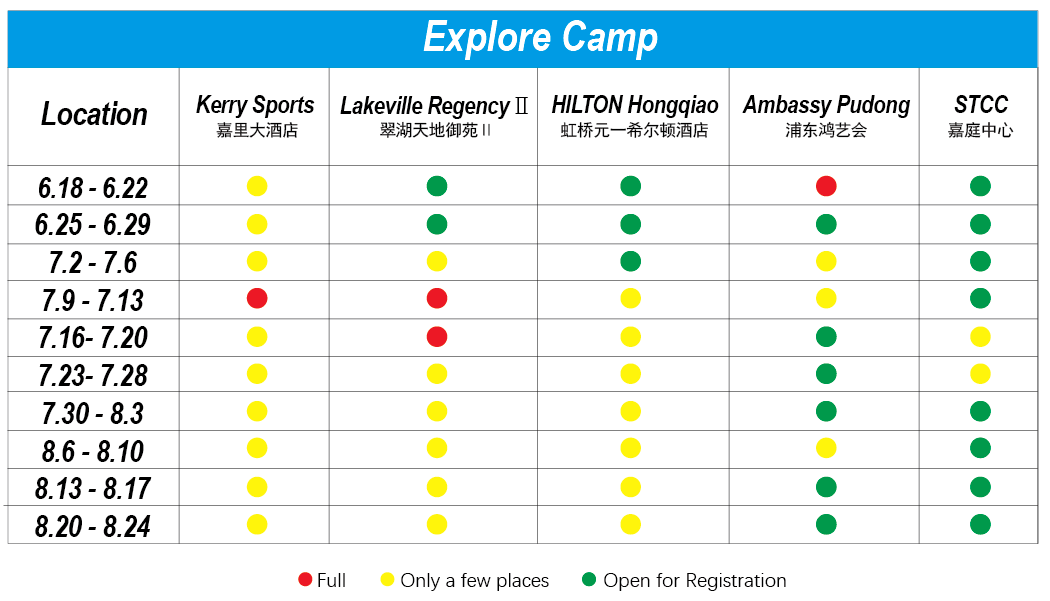 Explore Camp
Location
Kerry Sports
嘉里大酒店
Lakeville Regency Ⅱ
翠湖天地御苑Ⅱ
HILTON Hongqiao
虹桥元一希尔顿酒店
Ambassy Pudong
浦东鸿艺会
STCC
嘉庭中心
6.18 - 6.22
6.25 - 6.29
7.2 - 7.6
7.9 - 7.13
7.16- 7.20
7.23- 7.28
7.30 - 8.3
8.6 - 8.10
8.13 - 8.17
8.20 - 8.24
Full Only a few places Open for Registration